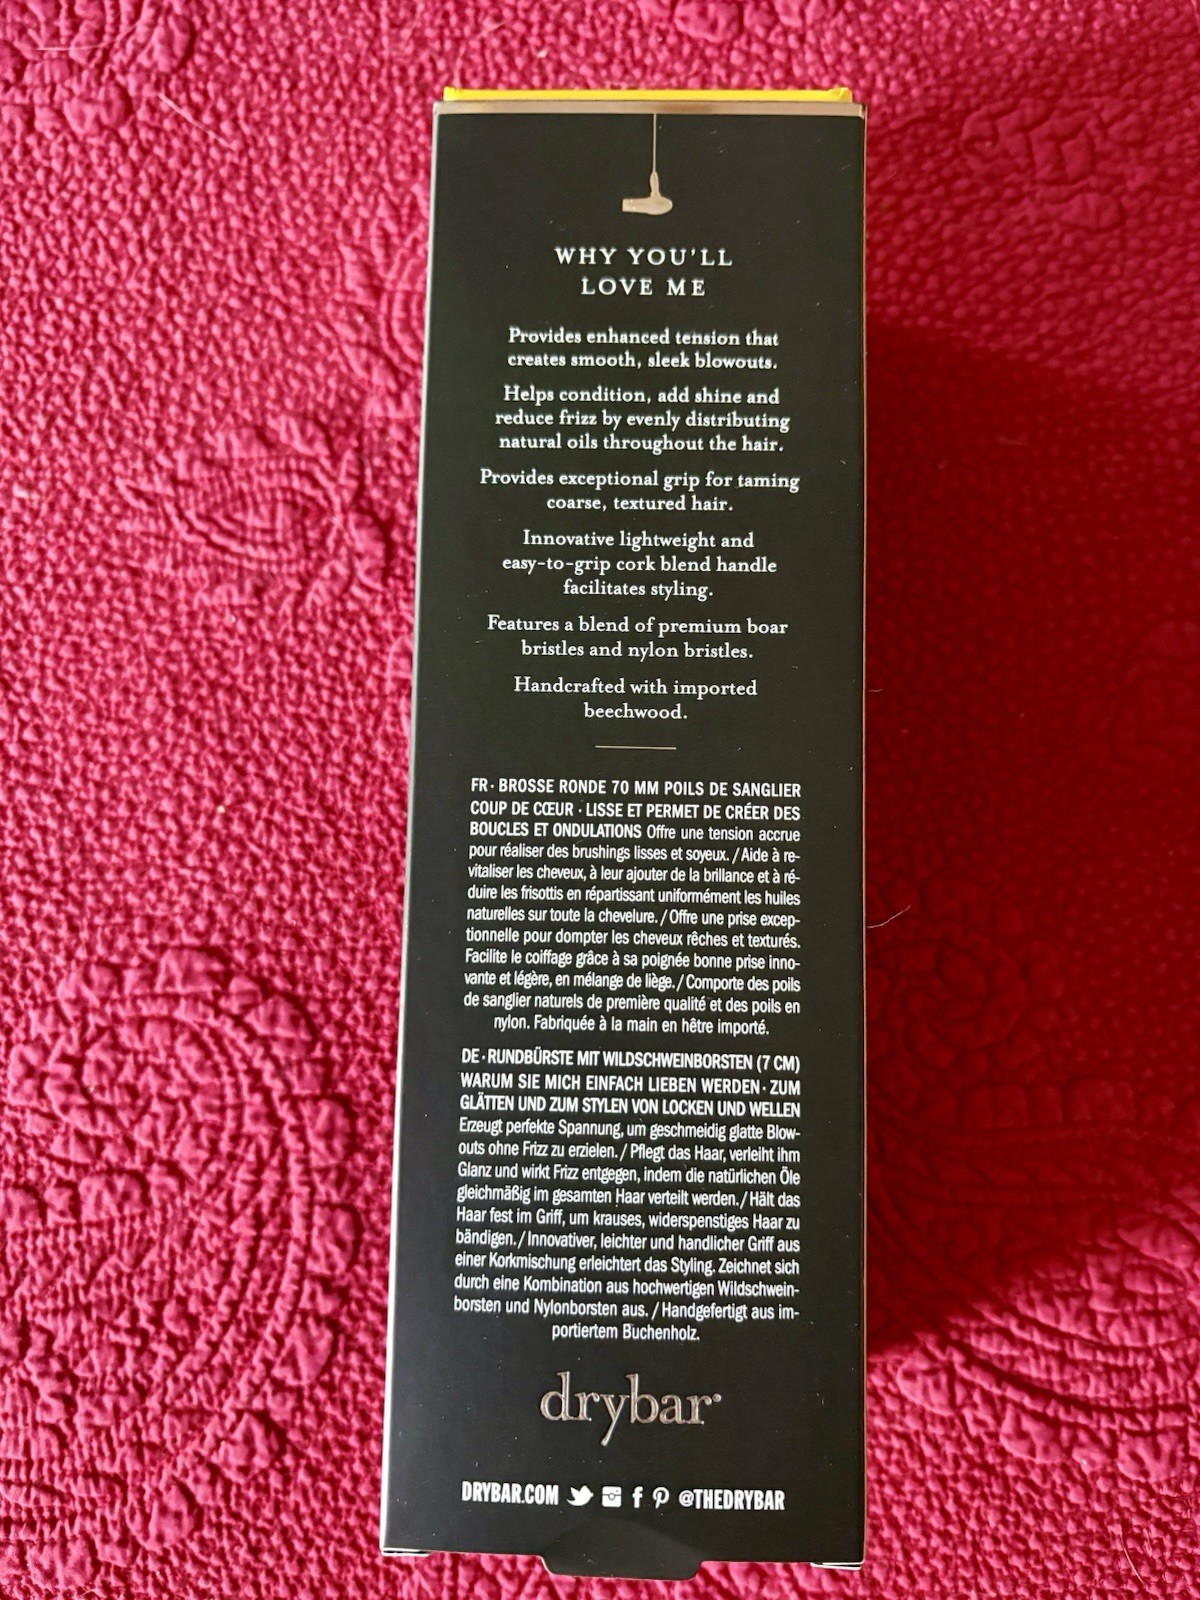 WHY YOU'LL
LOVE ME
Provides enhanced tension that
creates smooth, sleek blowouts.
Helps condition, add shine and
reduce frizz by evenly distributing
natural oils throughout the hair.
Provides exceptional grip for taming
coarse, textured hair.
Innovative lightweight and
easy-to-grip cork blend handle
facilitates styling.
Features a blend of premium boar
bristles and nylon bristles.
Handcrafted with imported
beechwood.
FR · BROSSE RONDE 70 MM POILS DE SANGLIER
COUP DE CŒUR · LISSE ET PERMET DE CRÉER DES
BOUCLES ET ONDULATIONS Offre une tension accrue
pour réaliser des brushings lisses et soyeux. / Aide à re-
vitaliser les cheveux, à leur ajouter de la brillance et à ré-
duire les frisottis en répartissant uniformément les huiles
naturelles sur toute la chevelure. / Offre une prise excep-
tionnelle pour dompter les cheveux rêches et texturés.
Facilite le coiffage grâce à sa poignée bonne prise inno-
vante et légère, en mélange de liège. / Comporte des poils
de sanglier naturels de première qualité et des poils en
nylon. Fabriquée à la main en hêtre importé.
DE · RUNDBÜRSTE MIT WILDSCHWEINBORSTEN (7 CM)
WARUM SIE MICH EINFACH LIEBEN WERDEN · ZUM
GLÄTTEN UND ZUM STYLEN VON LOCKEN UND WELLEN
Erzeugt perfekte Spannung, um geschmeidig glatte Blow-
outs ohne Frizz zu erzielen. / Pflegt das Haar, verleiht ihm
Glanz und wirkt Frizz entgegen, indem die natürlichen Öle
gleichmäßig im gesamten Haar verteilt werden. / Hält das
Haar fest im Griff, um krauses, widerspenstiges Haar zu
bändigen. / Innovativer, leichter und handlicher Griff aus
einer Korkmischung erleichtert das Styling. Zeichnet sich
durch eine Kombination aus hochwertigen Wildschwein-
borsten und Nylonborsten aus. / Handgefertigt aus im-
portiertem Buchenholz.
drybar®
DRYBAR.COM @THEDRYBAR